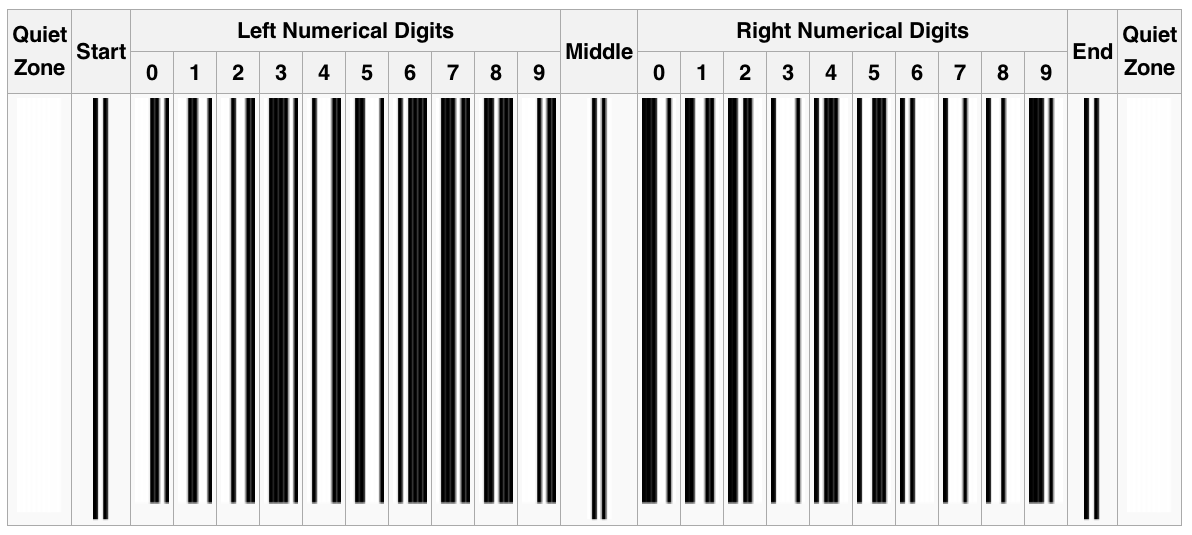 Quiet Zone
Start
Left Numerical Digits
0 1 2 3 4 5 6 7 8 9
Middle
Right Numerical Digits
0 1 2 3 4 5 6 7 8 9
End
Quiet Zone